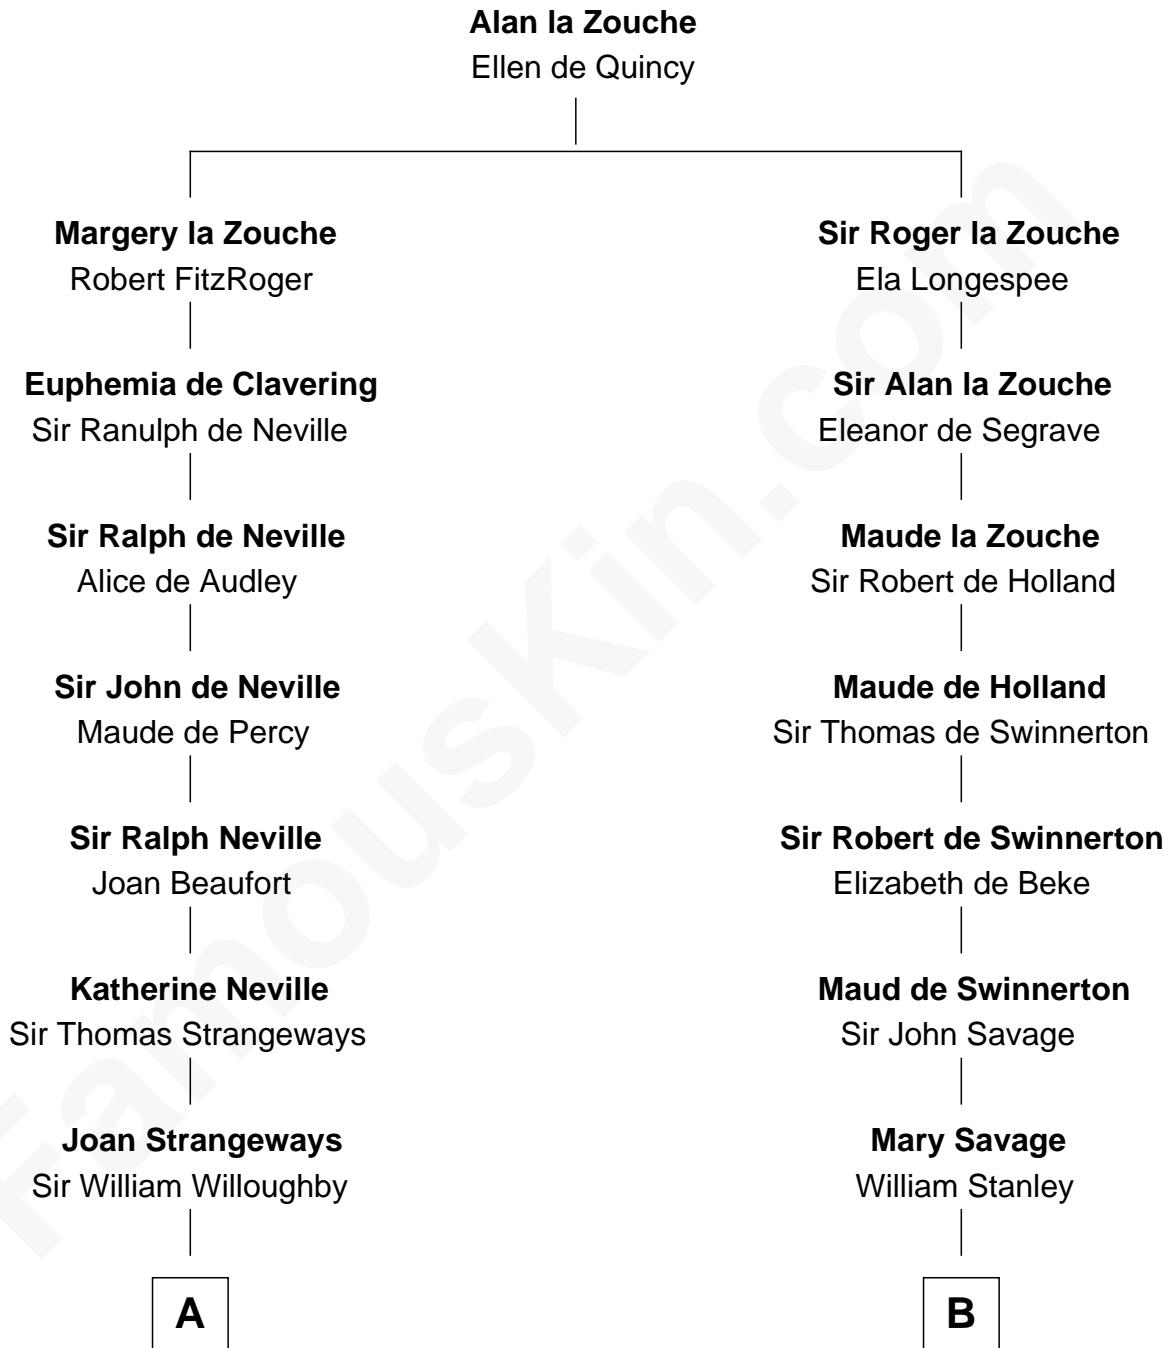 Alan la Zouche
Ellen de Quincy
Margery la Zouche
Robert FitzRoger
Sir Roger la Zouche
Ela Longespee
Euphemia de Clavering
Sir Ranulph de Neville
Sir Alan la Zouche
Eleanor de Segrave
Sir Ralph de Neville
Alice de Audley
Maude la Zouche
Sir Robert de Holland
Sir John de Neville
Maude de Percy
Maude de Holland
Sir Thomas de Swinnerton
Sir Ralph Neville
Joan Beaufort
Sir Robert de Swinnerton
Elizabeth de Beke
Katherine Neville
Sir Thomas Strangeways
Maud de Swinnerton
Sir John Savage
Joan Strangeways
Sir William Willoughby
Mary Savage
William Stanley
A
B
FamousKin.com